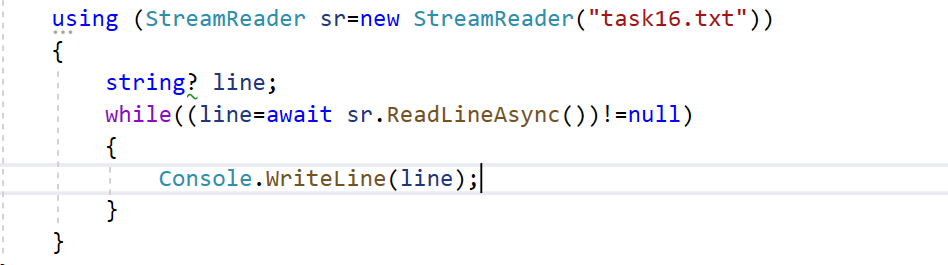 using (StreamReader sr=new StreamReader("task16.txt"))
{
string? line;
while((line=await sr.ReadLineAsync())!=null)
{
Console.WriteLine(line);
}
}